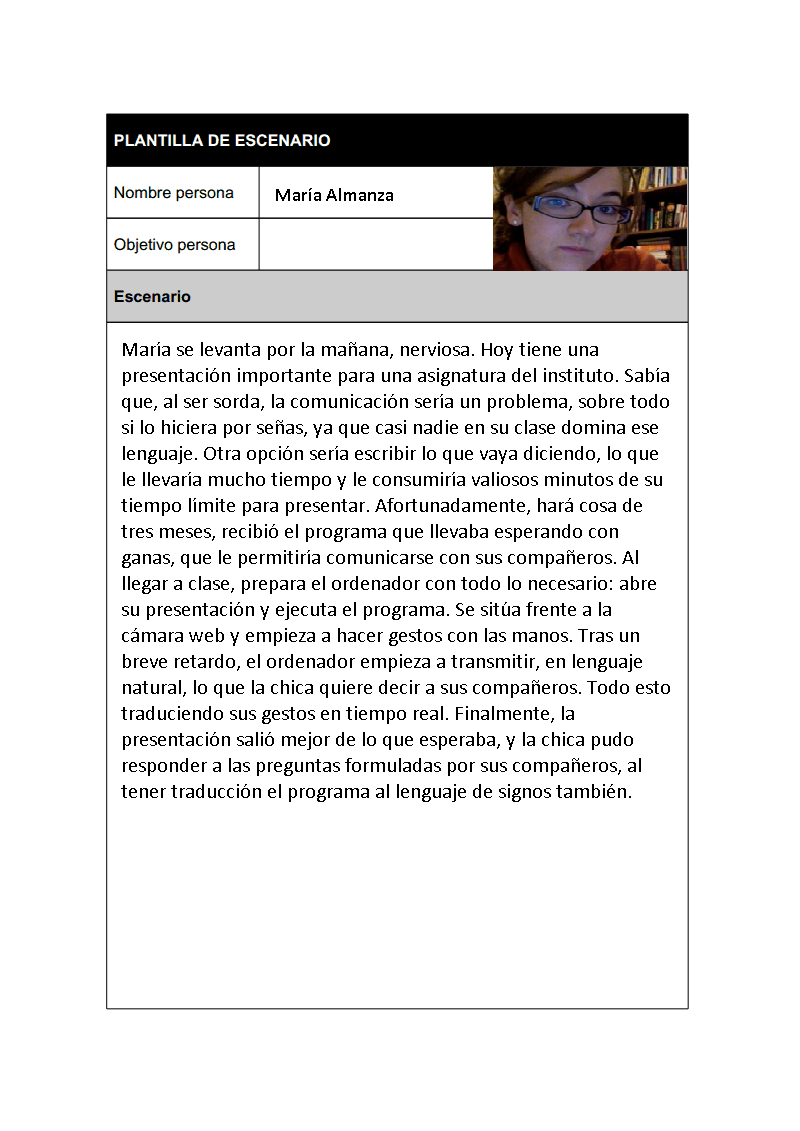 PLANTILLA DE ESCENARIO
Nombre persona
María Almanza
Objetivo persona
Escenario
María se levanta por la mañana, nerviosa. Hoy tiene una
presentación importante para una asignatura del instituto. Sabía
que, al ser sorda, la comunicación sería un problema, sobre todo
si lo hiciera por señas, ya que casi nadie en su clase domina ese
lenguaje. Otra opción sería escribir lo que vaya diciendo, lo que
le llevaría mucho tiempo y le consumiría valiosos minutos de su
tiempo límite para presentar. Afortunadamente, hará cosa de
tres meses, recibió el programa que llevaba esperando con
ganas, que le permitiría comunicarse con sus compañeros. Al
llegar a clase, prepara el ordenador con todo lo necesario: abre
su presentación y ejecuta el programa. Se sitúa frente a la
cámara web y empieza a hacer gestos con las manos. Tras un
breve retardo, el ordenador empieza a transmitir, en lenguaje
natural, lo que la chica quiere decir a sus compañeros. Todo esto
traduciendo sus gestos en tiempo real. Finalmente, la
presentación salió mejor de lo que esperaba, y la chica pudo
responder a las preguntas formuladas por sus compañeros, al
tener traducción el programa al lenguaje de signos también.